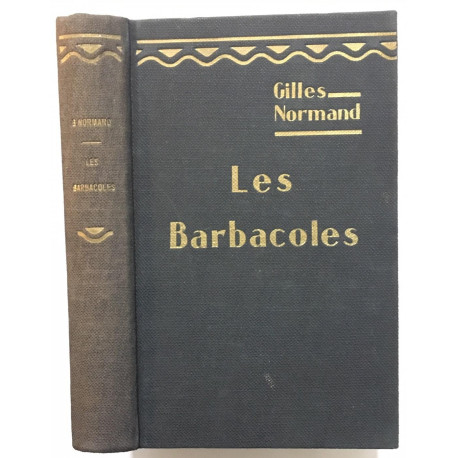 G NORMAND
LES
BARBACOLES
Gilles
Normand
Les
Barbacoles